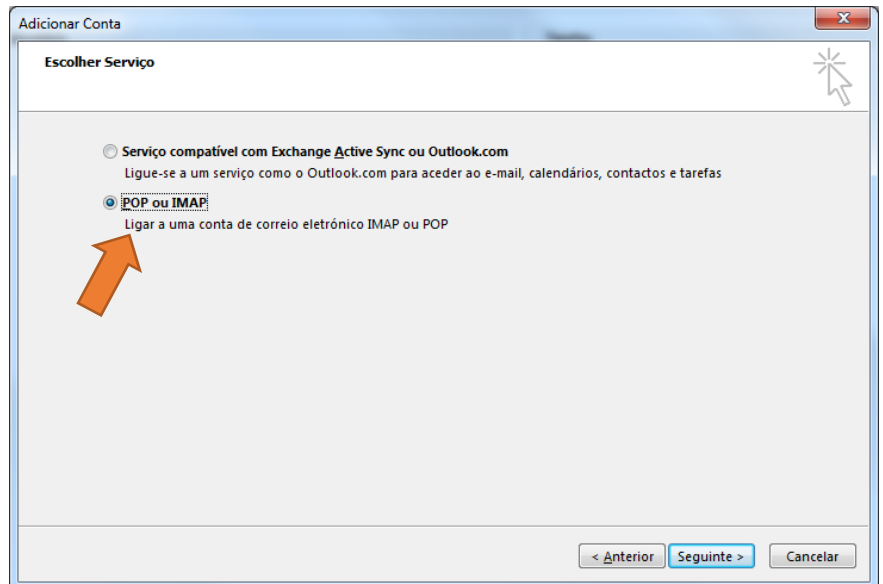 Adicionar Conta
Escolher Serviço
Serviço compatível com Exchange Active Sync ou Outlook.com
Ligue-se a um serviço como o Outlook.com para aceder ao e-mail, calendários, contactos e tarefas
POP ou IMAP
Ligar a uma conta de correio eletrónico IMAP ou POP
< Anterior Seguinte > Cancelar